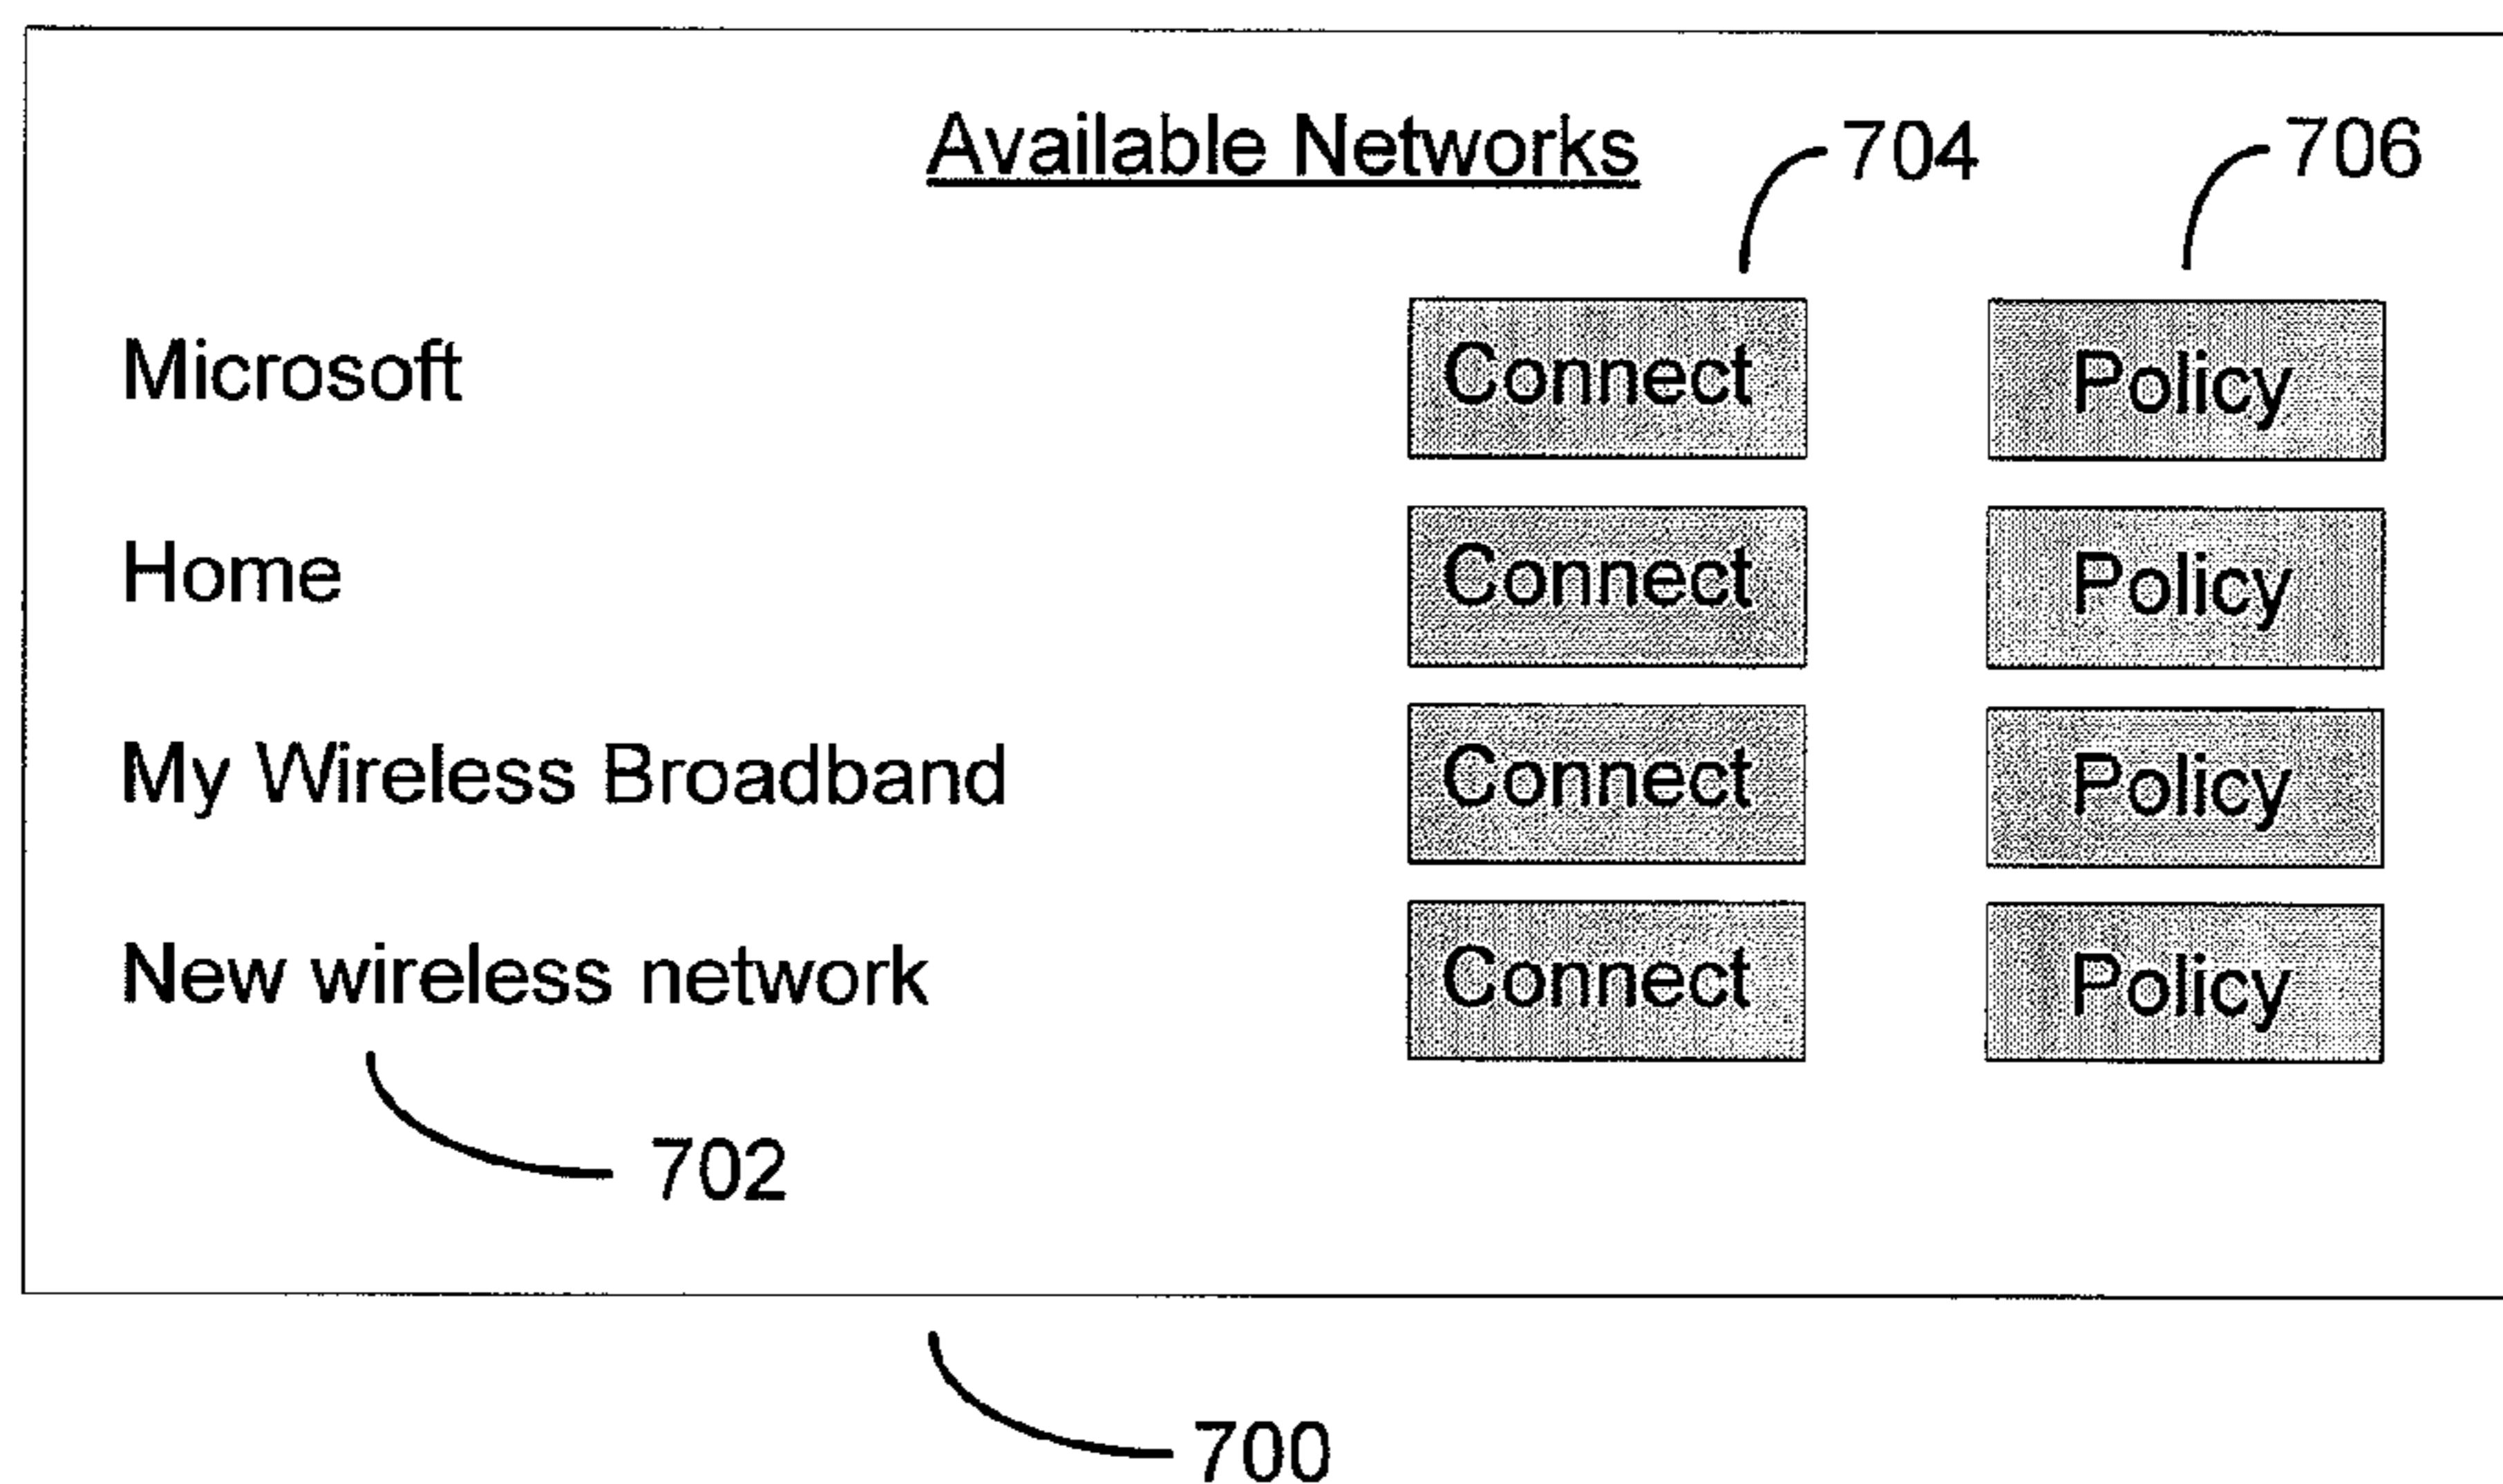 Available Networks 704 706
Microsoft Connect Policy
Home Connect Policy
My Wireless Broadband Connect Policy
New wireless network Connect Policy
702
700